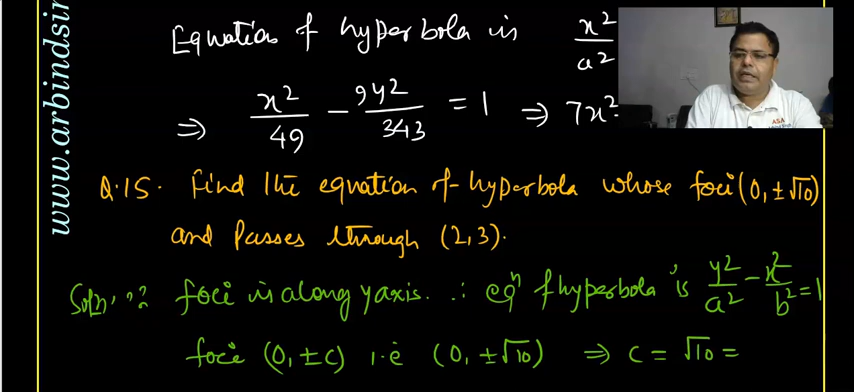 www.arbindsin
Equation of hyperbola is x²/a²
⇒ x²/49 - 9y²/343 = 1 ⇒ 7x²-
ASA
Q.15. Find the equation of hyperbola whose foci (0, ±√10)
and Passes through (2,3).
Soln.:: foci is along y axis. ∴ eqⁿ of hyperbola is y²/a² - x²/b² = 1
foci (0, ±c) i.e (0, ±√10) ⇒ c = √10 =